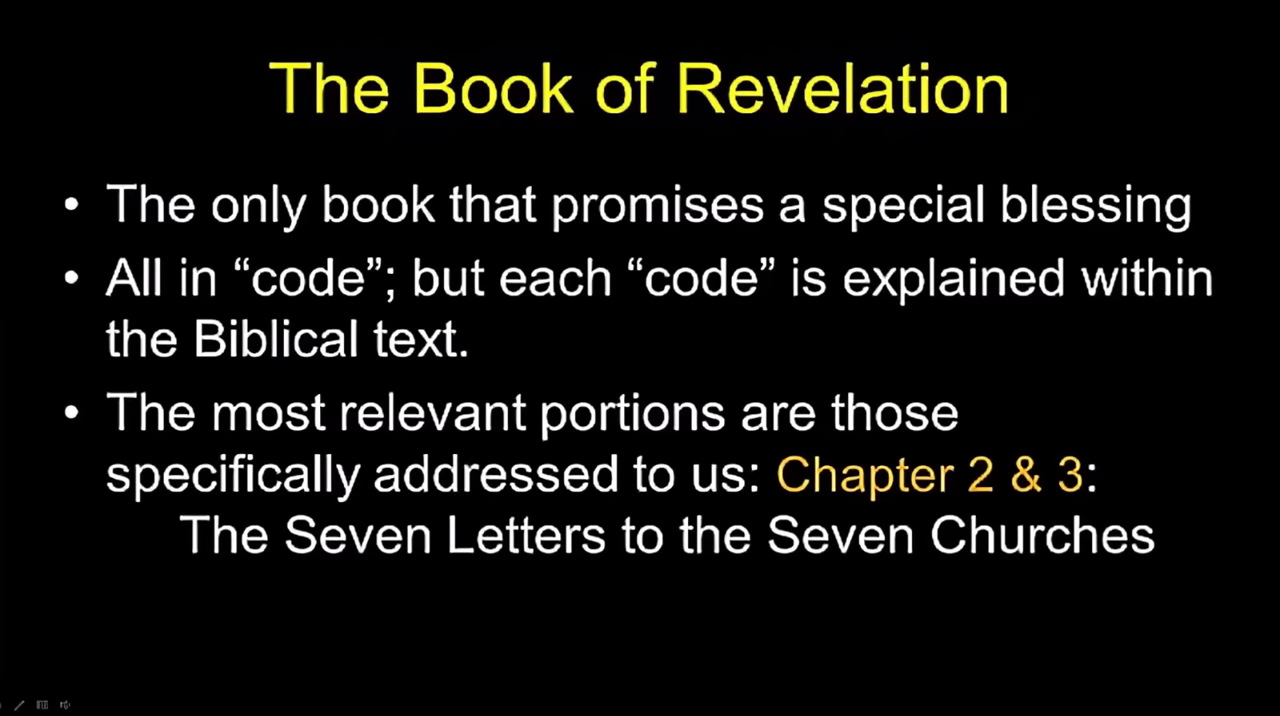 The Book of Revelation
• The only book that promises a special blessing
• All in “code”; but each “code” is explained within
the Biblical text.
• The most relevant portions are those
specifically addressed to us: Chapter 2 & 3:
The Seven Letters to the Seven Churches